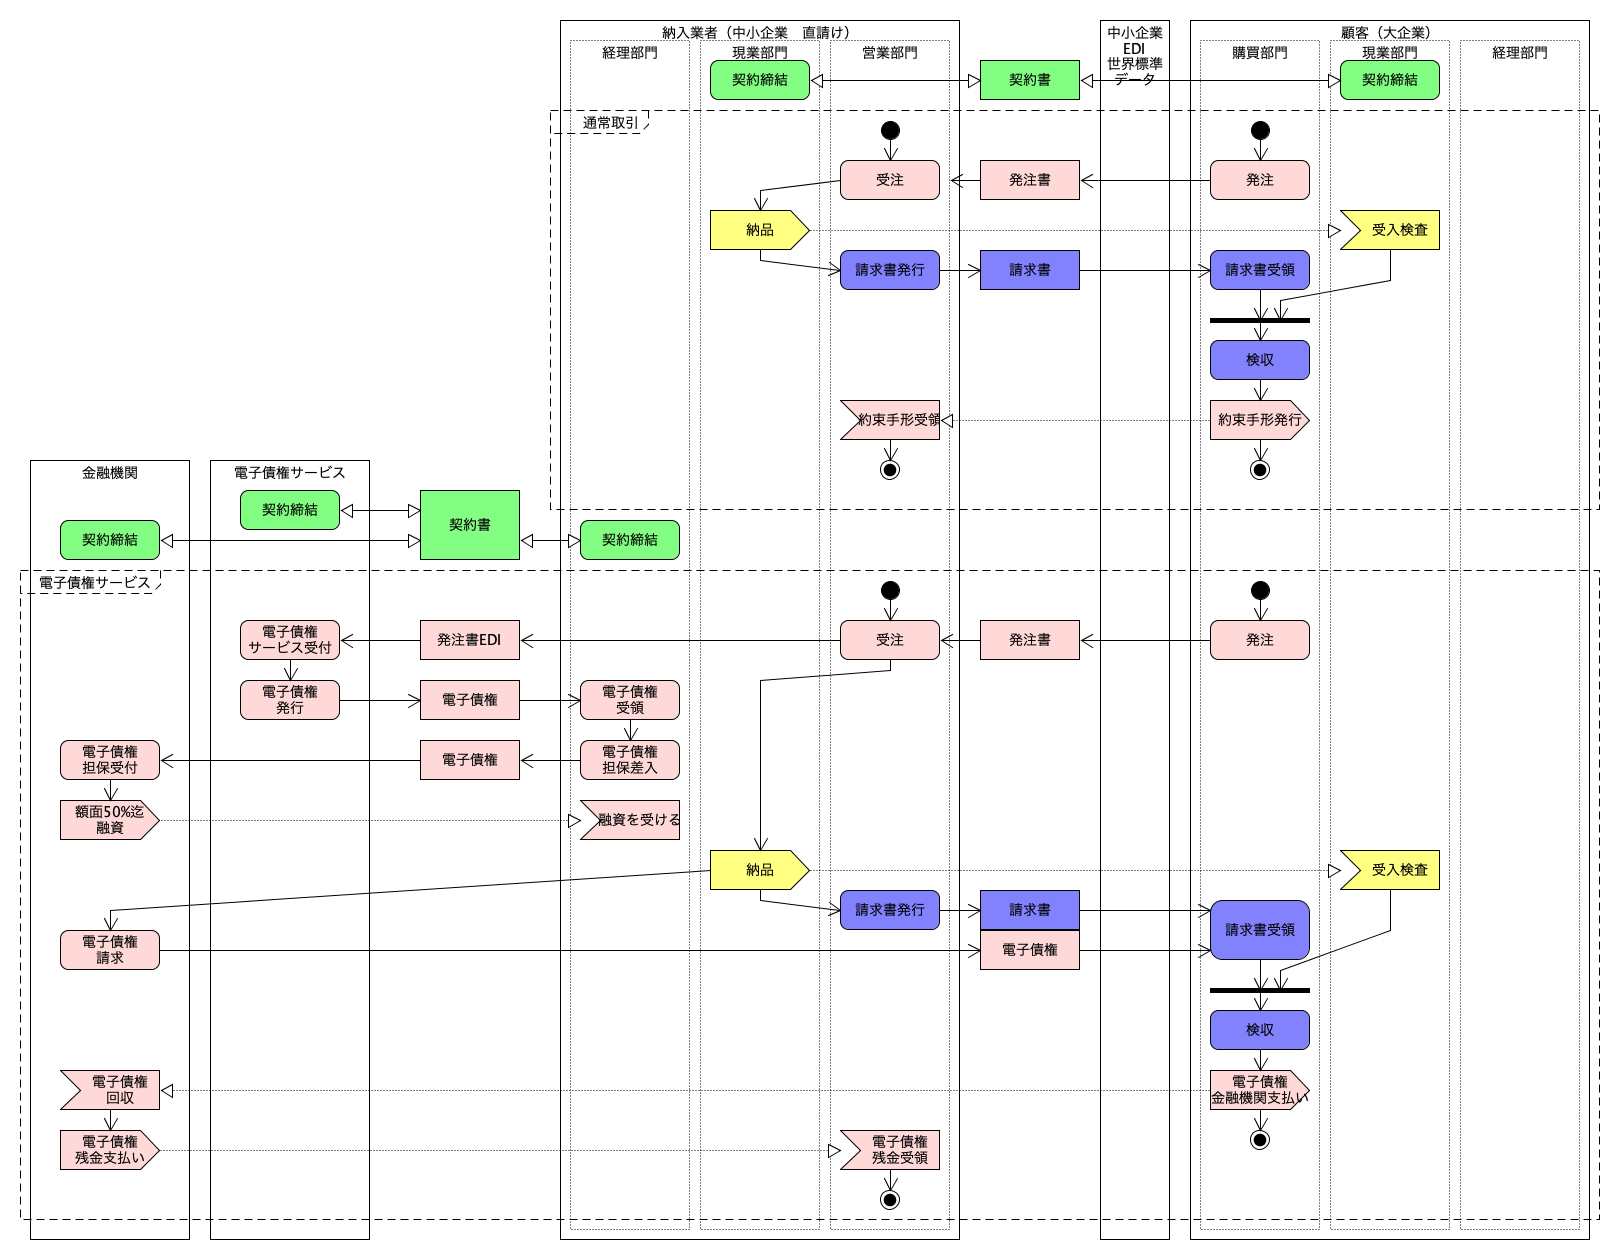 納入業者（中小企業　直請け）
中小企業
EDI
世界標準
データ
顧客（大企業）
経理部門
現業部門
営業部門
購買部門
現業部門
経理部門
契約締結
契約書
契約締結
通常取引
受注
発注書
発注
納品
受入検査
請求書発行
請求書
請求書受領
検収
約束手形受領
約束手形発行
金融機関
電子債権サービス
契約締結
契約書
契約締結
契約締結
電子債権サービス
電子債権
サービス受付
発注書EDI
受注
発注書
発注
電子債権
発行
電子債権
電子債権
受領
電子債権
担保受付
電子債権
電子債権
担保差入
額面50%迄
融資
融資を受ける
納品
受入検査
請求書発行
請求書
請求書受領
電子債権
請求
電子債権
検収
電子債権
回収
電子債権
金融機関支払い
電子債権
残金支払い
電子債権
残金受領